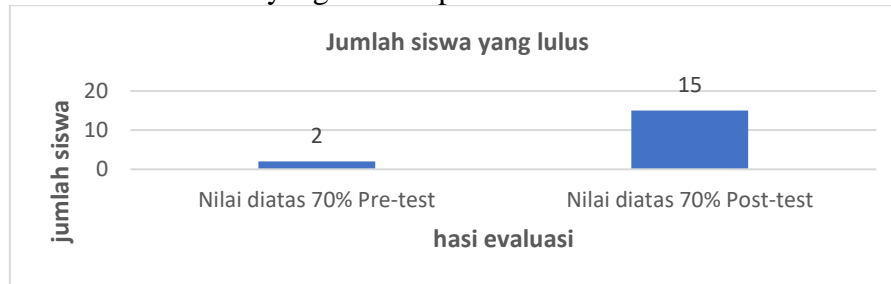 Jumlah siswa yang lulus
20
10
0
jumlah siswa
2
15
Nilai diatas 70% Pre-test
Nilai diatas 70% Post-test
hasi evaluasi